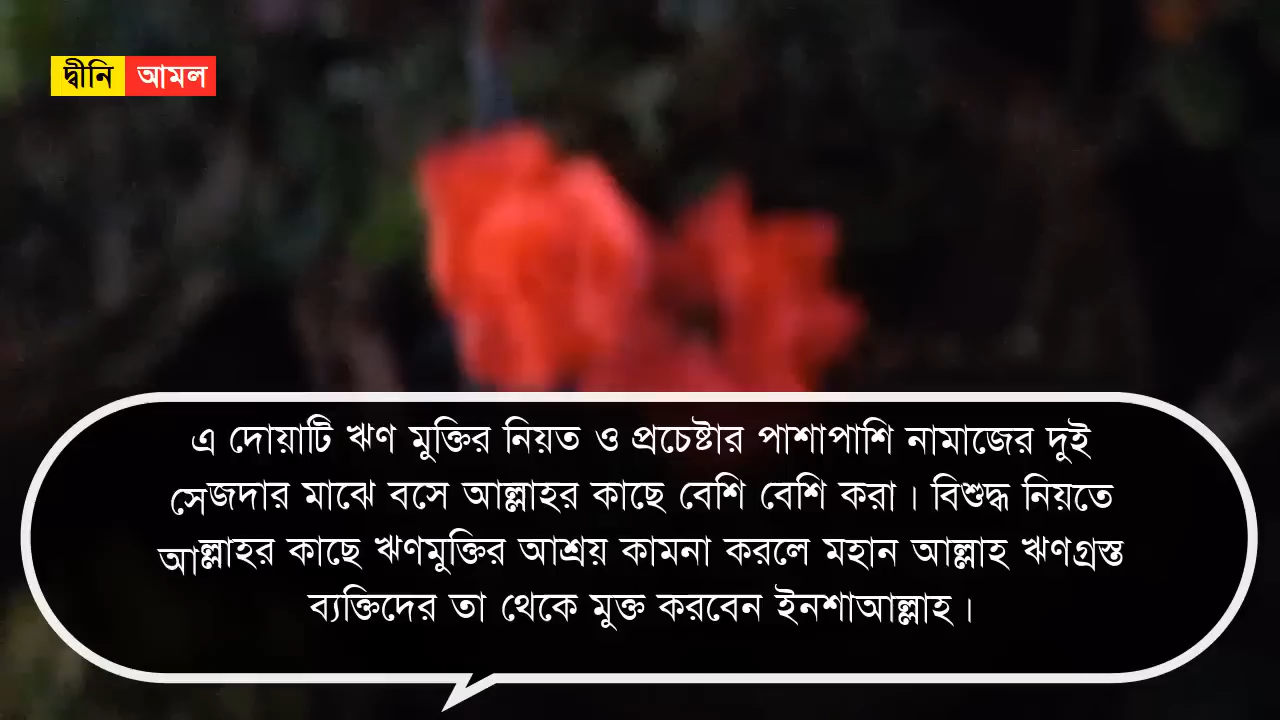 দ্বীনি আমল
এ দোয়াটি ঋণ মুক্তির নিয়ত ও প্রচেষ্টার পাশাপাশি নামাজের দুই
সেজদার মাঝে বসে আল্লাহর কাছে বেশি বেশি করা। বিশুদ্ধ নিয়তে
আল্লাহর কাছে ঋণমুক্তির আশ্রয় কামনা করলে মহান আল্লাহ ঋণগ্রস্ত
ব্যক্তিদের তা থেকে মুক্ত করবেন ইনশাআল্লাহ।